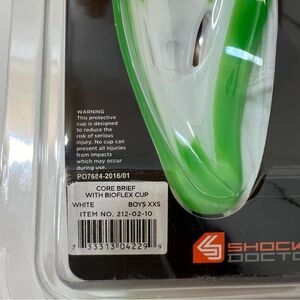 WARNING
This protective
cup is designed
to reduce the
risk of serious
injury. No cup can
prevent all injuries
from impacts
which may occur
during use.
PO7684-2016/01
CORE BRIEF
WITH BIOFLEX CUP
WHITE BOYS XXS
ITEM NO. 212-02-10
7 33313 04229 9
SHOCK
DOCTO